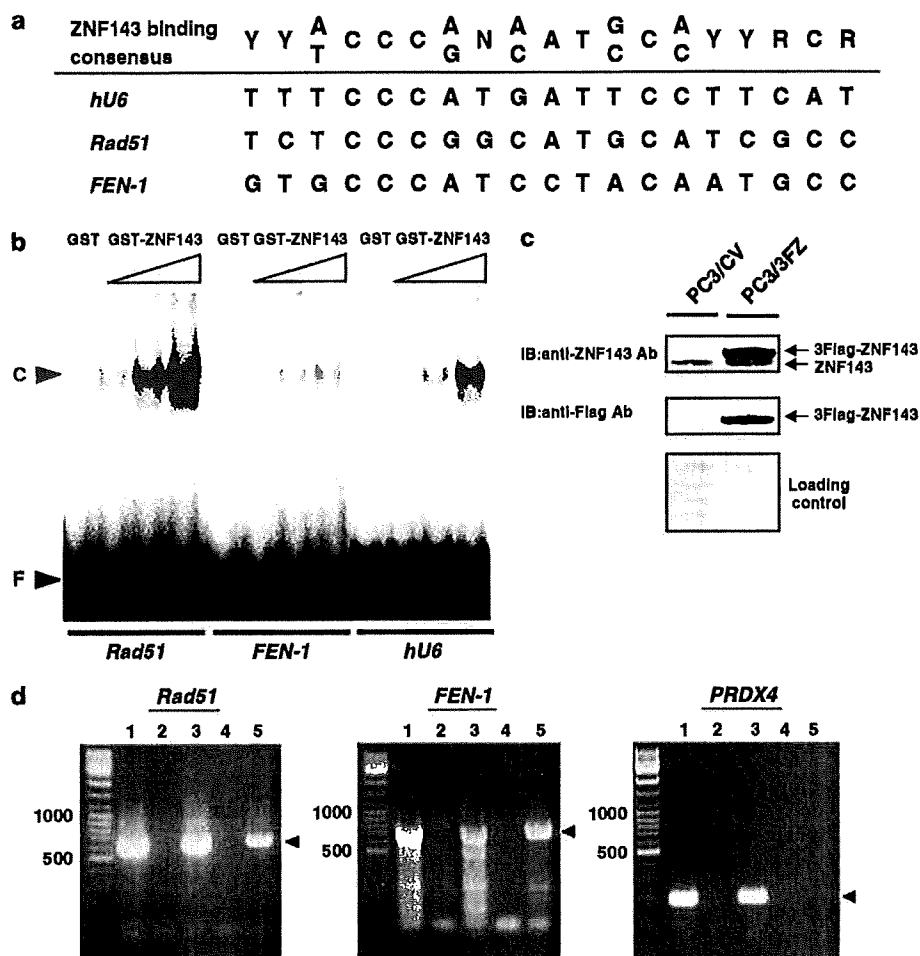 a
ZNF143 binding consensus
Y Y A/T C C C A/G N A/C A T G/C C A/C Y Y R C R
hU6 T T T C C C A T G A T T C C T T C A T
Rad51 T C T C C C G G C A T G C A T C G C C
FEN-1 G T G C C C A T C C T A C A A T G C C
b
GST GST-ZNF143 GST GST-ZNF143 GST GST-ZNF143
C
F
Rad51 FEN-1 hU6
c
PC3/CV PC3/3FZ
IB:anti-ZNF143 Ab
3Flag-ZNF143
ZNF143
IB:anti-Flag Ab
3Flag-ZNF143
Loading
control
d
Rad51 FEN-1 PRDX4
1 2 3 4 5 1 2 3 4 5 1 2 3 4 5
1000 1000 1000
500 500 500